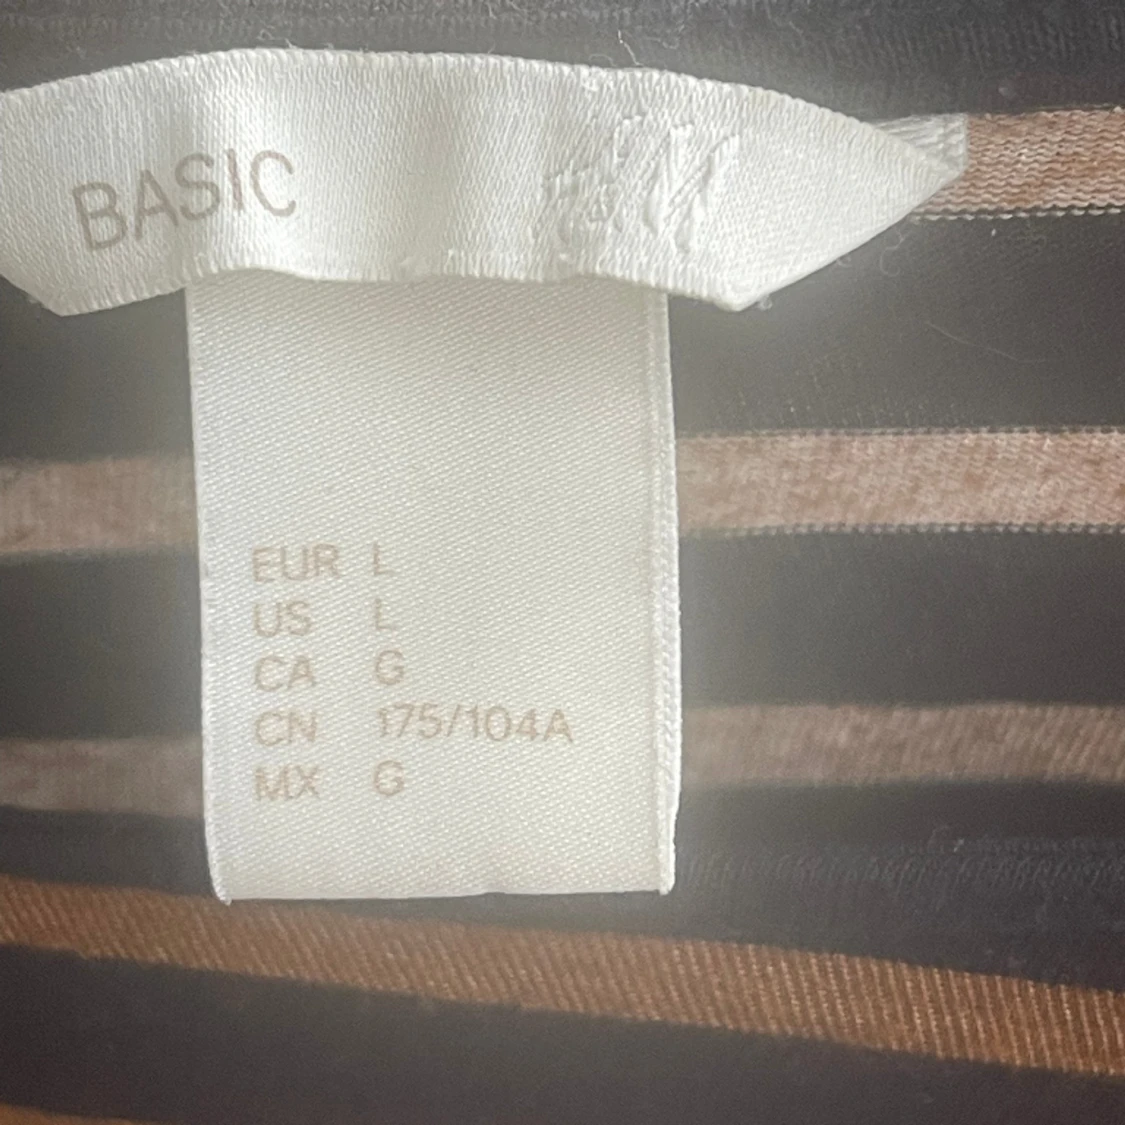 BASIC H&M
EUR L
US L
CA G
CN 175/104A
MX G